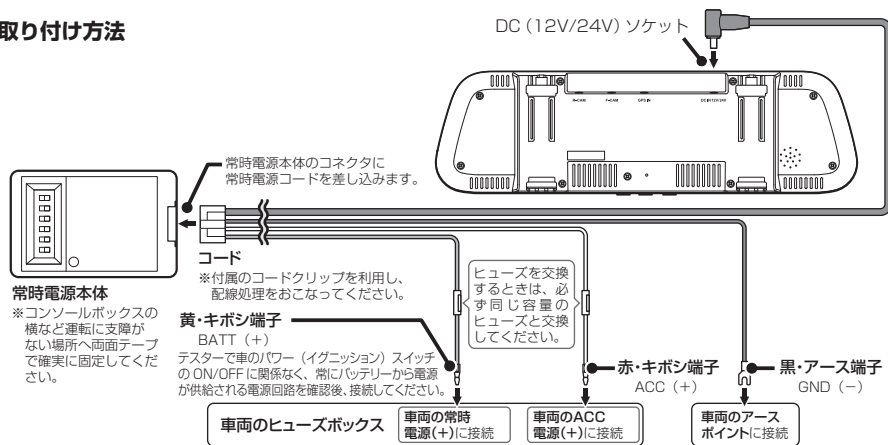 取り付け方法
DC（12V/24V）ソケット
R-CAM F-CAM GPS IN DC IN 12V/24V
常時電源本体のコネクタに
常時電源コードを差し込みます。
コード
※付属のコードクリップを利用し、
配線処理をおこなってください。
常時電源本体
※コンソールボックスの
横など運転に支障が
ない場所へ両面テープ
で確実に固定してくだ
さい。
ヒューズを交換
するときは、必
ず同じ容量の
ヒューズと交換
してください。
黄・キボシ端子
BATT（+）
テスターで車のパワー（イグニッション）スイッチ
の ON/OFF に関係なく、常にバッテリーから電源
が供給される電源回路を確認後、接続してください。
赤・キボシ端子
ACC（+）
黒・アース端子
GND（−）
車両のヒューズボックス
車両の常時
電源(+)に接続
車両のACC
電源(+)に接続
車両のアース
ポイントに接続